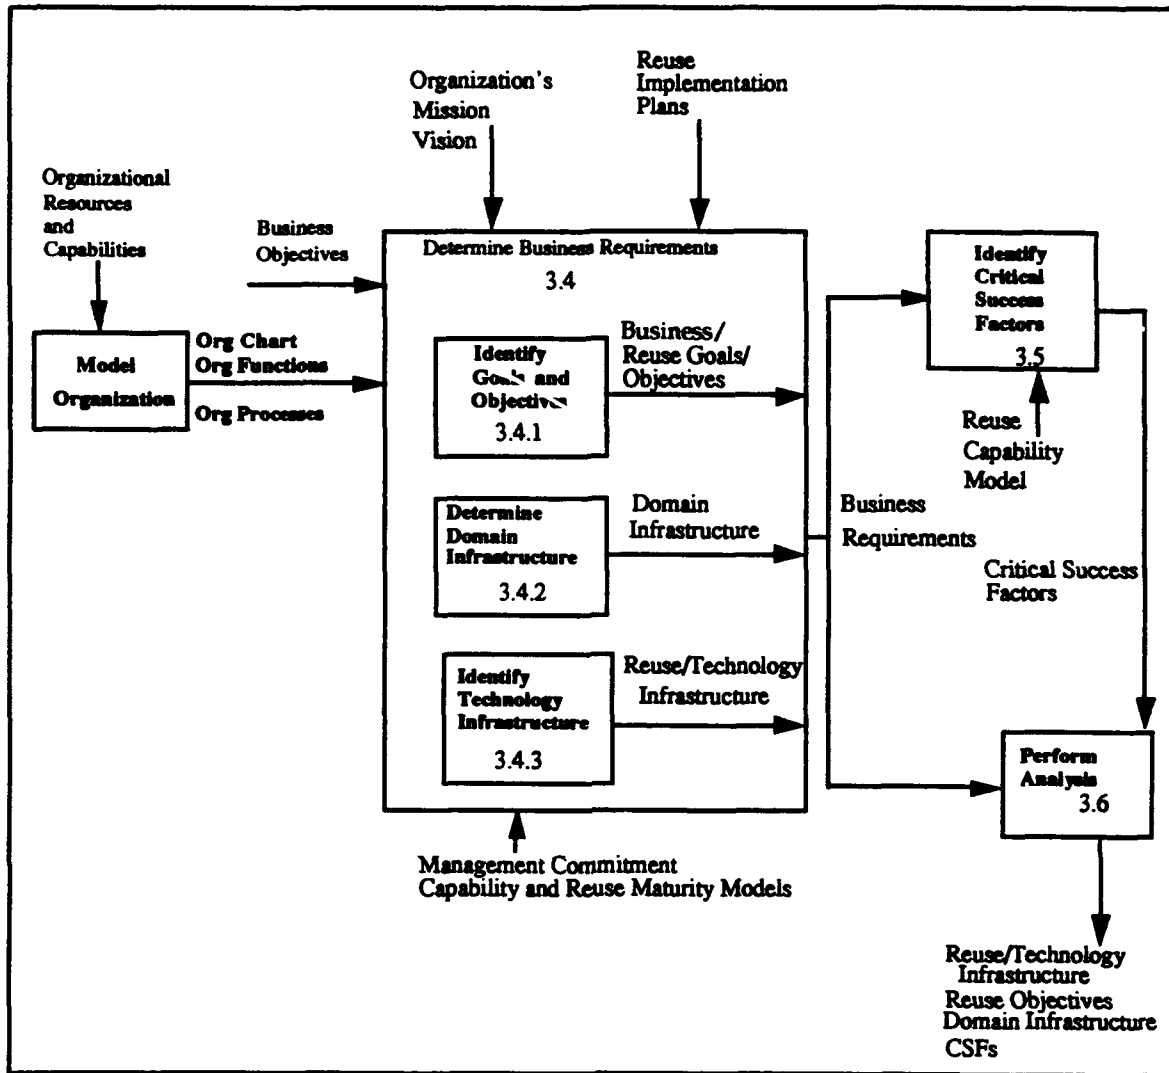 Organization's
Mission
Vision
Reuse
Implementation
Plans
Organizational
Resources
and
Capabilities
Business
Objectives
Model
Organization
Org Chart
Org Functions
Org Processes
Determine Business Requirements
3.4
Identify
Goals and
Objectives
3.4.1
Business/
Reuse Goals/
Objectives
Determine
Domain
Infrastructure
3.4.2
Domain
Infrastructure
Identify
Technology
Infrastructure
3.4.3
Reuse/Technology
Infrastructure
Management Commitment
Capability and Reuse Maturity Models
Business
Requirements
Identify
Critical
Success
Factors
3.5
Reuse
Capability
Model
Critical Success
Factors
Perform
Analysis
3.6
Reuse/Technology
Infrastructure
Reuse Objectives
Domain Infrastructure
CSFs